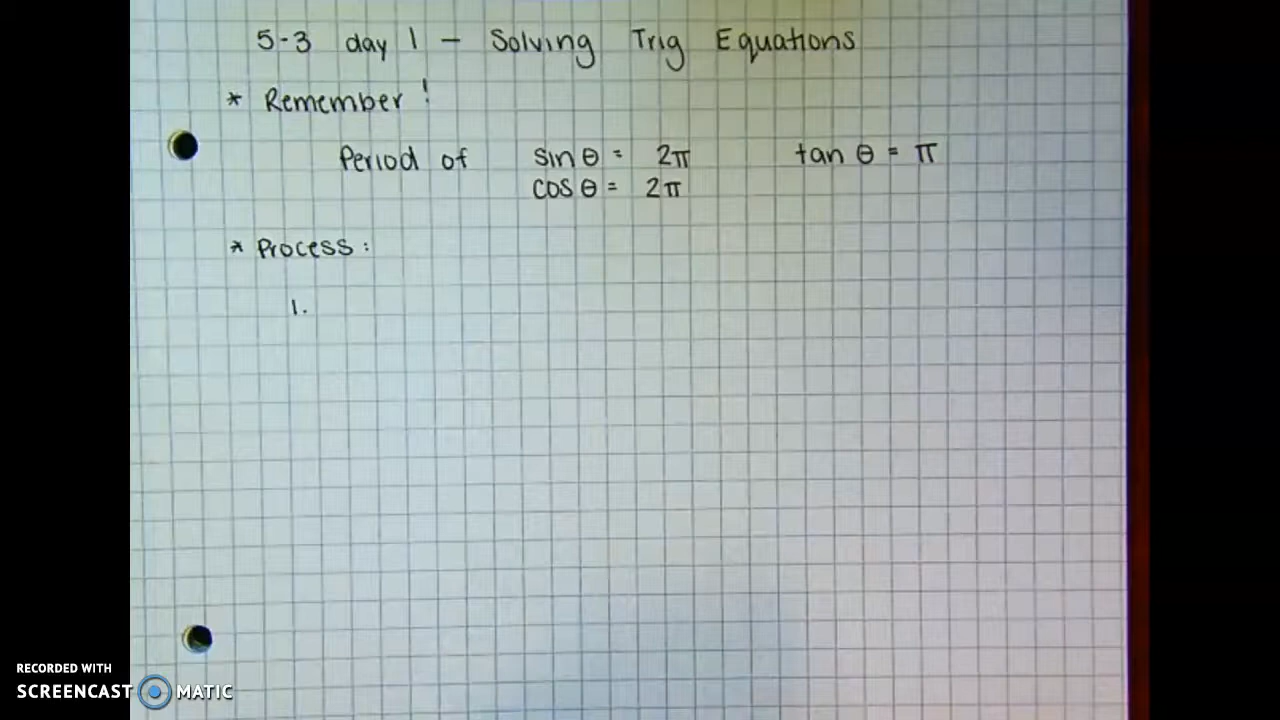 5-3 day 1 - Solving Trig Equations
* Remember !
Period of sin θ = 2π tan θ = π
cos θ = 2π
* Process :
1.
RECORDED WITH
SCREENCAST MATIC